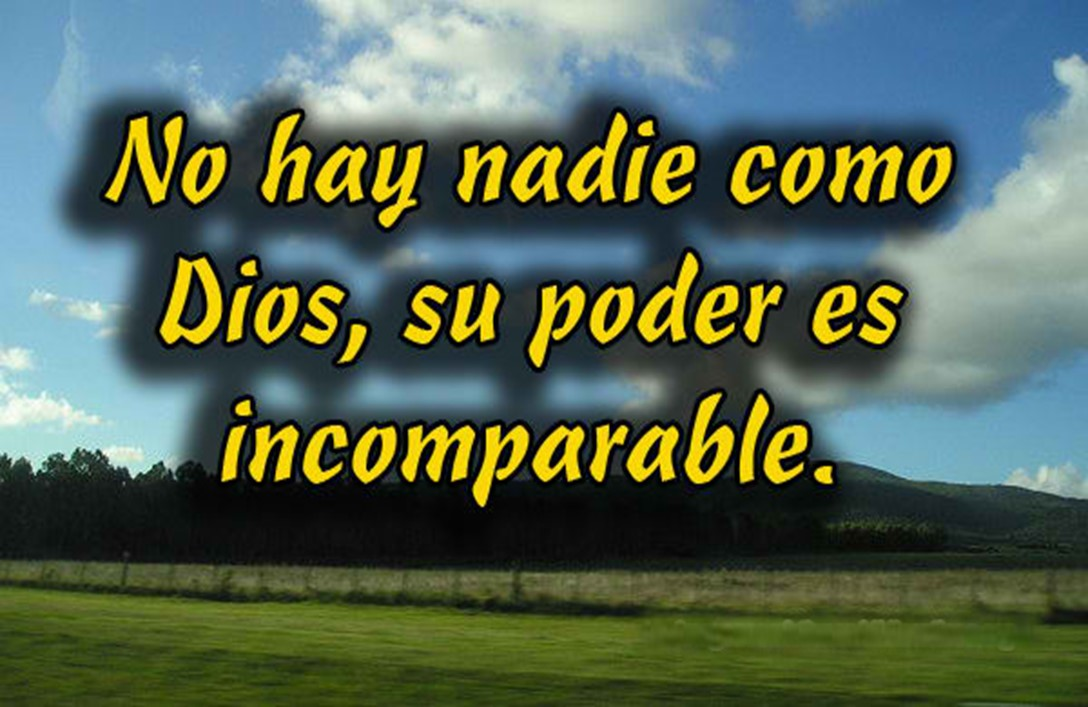 No hay nadie como
Dios, su poder es
incomparable.